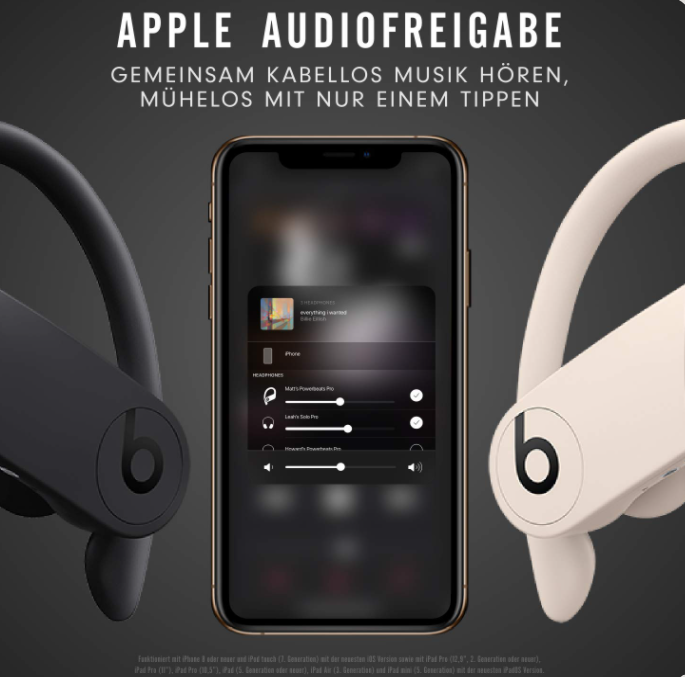 APPLE AUDIOFREIGABE
GEMEINSAM KABELLOS MUSIK HÖREN,
MÜHELOS MIT NUR EINEM TIPPEN
2 HEADPHONES
everything i wanted
Billie Eilish
iPhone
HEADPHONES
Matt's Powerbeats Pro
Leah's Solo Pro
Howard's Powerbeats Pro
b
b
Funktioniert mit iPhone 8 oder neuer und iPod touch (7. Generation) mit der neuesten iOS Version sowie mit iPad Pro (12,9", 2. Generation oder neuer),
iPad Pro (11"), iPad Pro (10,5"), iPad (5. Generation oder neuer), iPad Air (3. Generation) und iPad mini (5. Generation) mit der neuesten iPadOS Version.